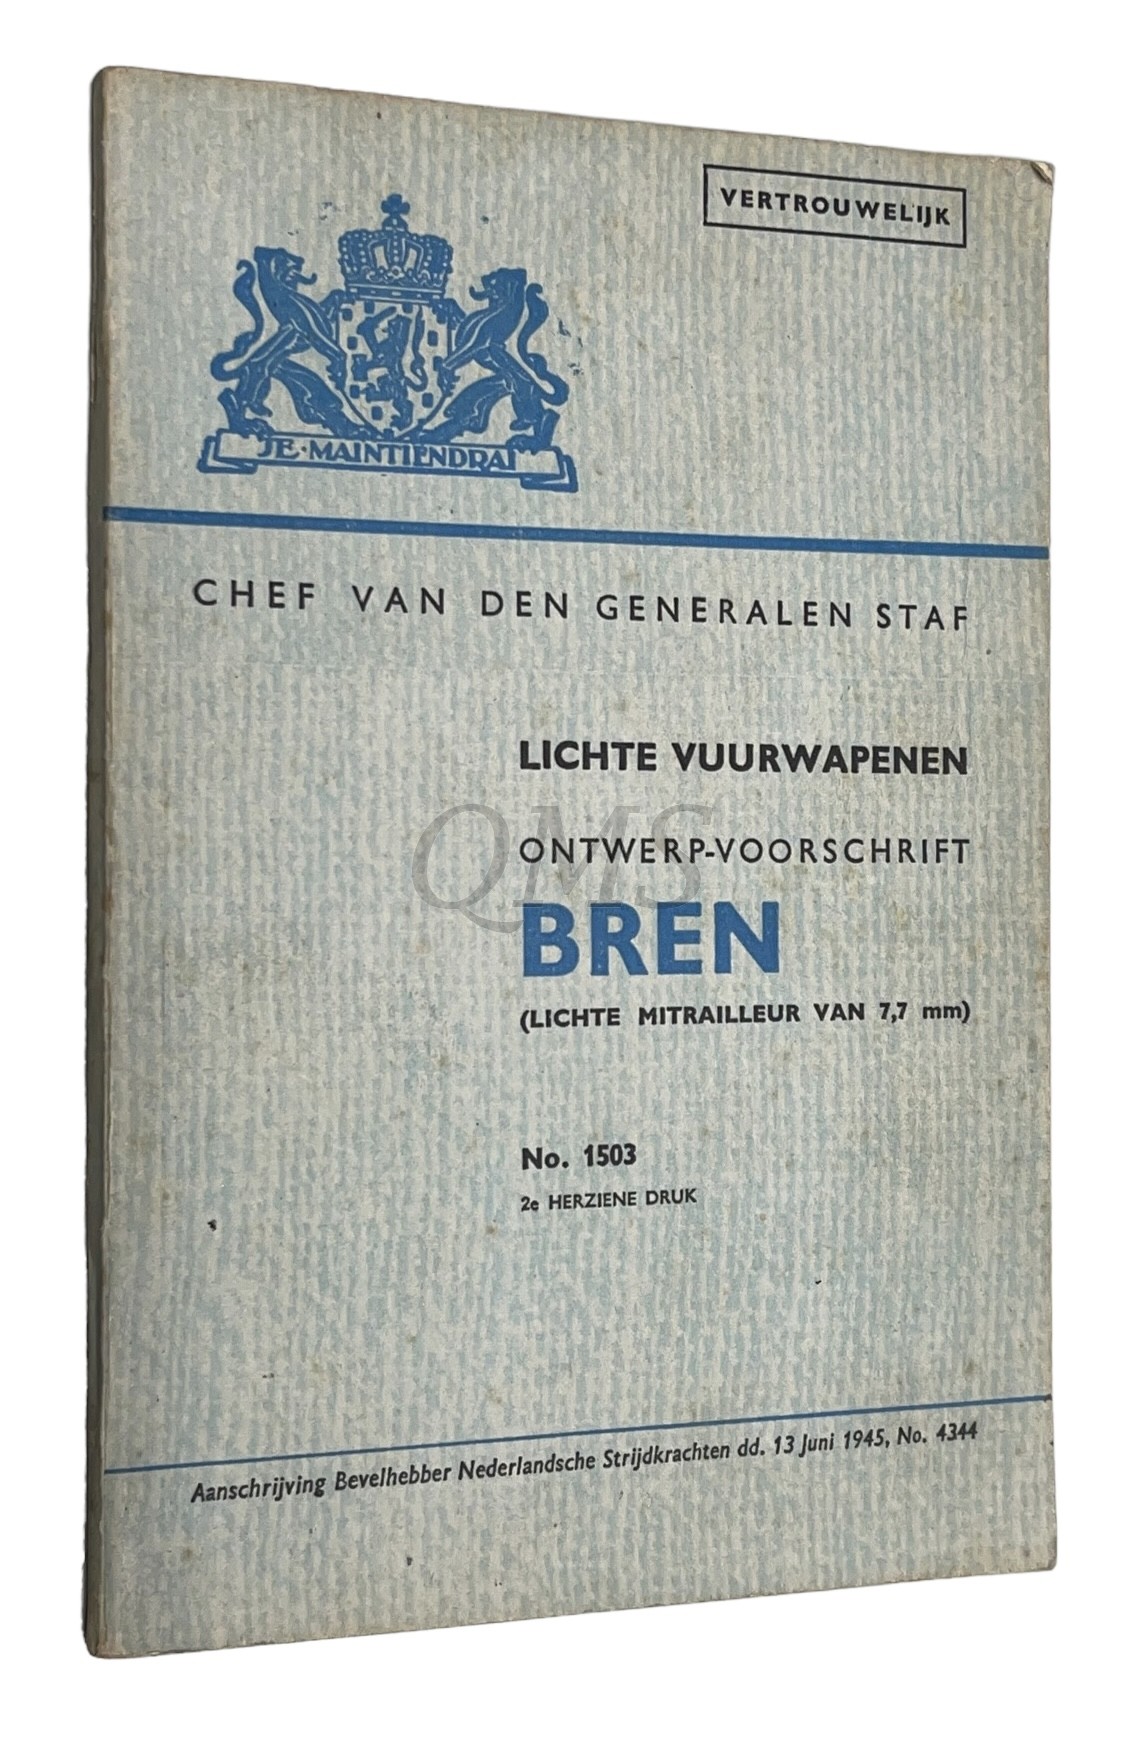 VERTROUWELIJK
JE·MAINTIENDRAI
CHEF VAN DEN GENERALEN STAF
LICHTE VUURWAPENEN
ONTWERP-VOORSCHRIFT
QMS
BREN
(LICHTE MITRAILLEUR VAN 7,7 mm)
No. 1503
2e HERZIENE DRUK
Aanschrijving Bevelhebber Nederlandsche Strijdkrachten dd. 13 Juni 1945, No. 4344